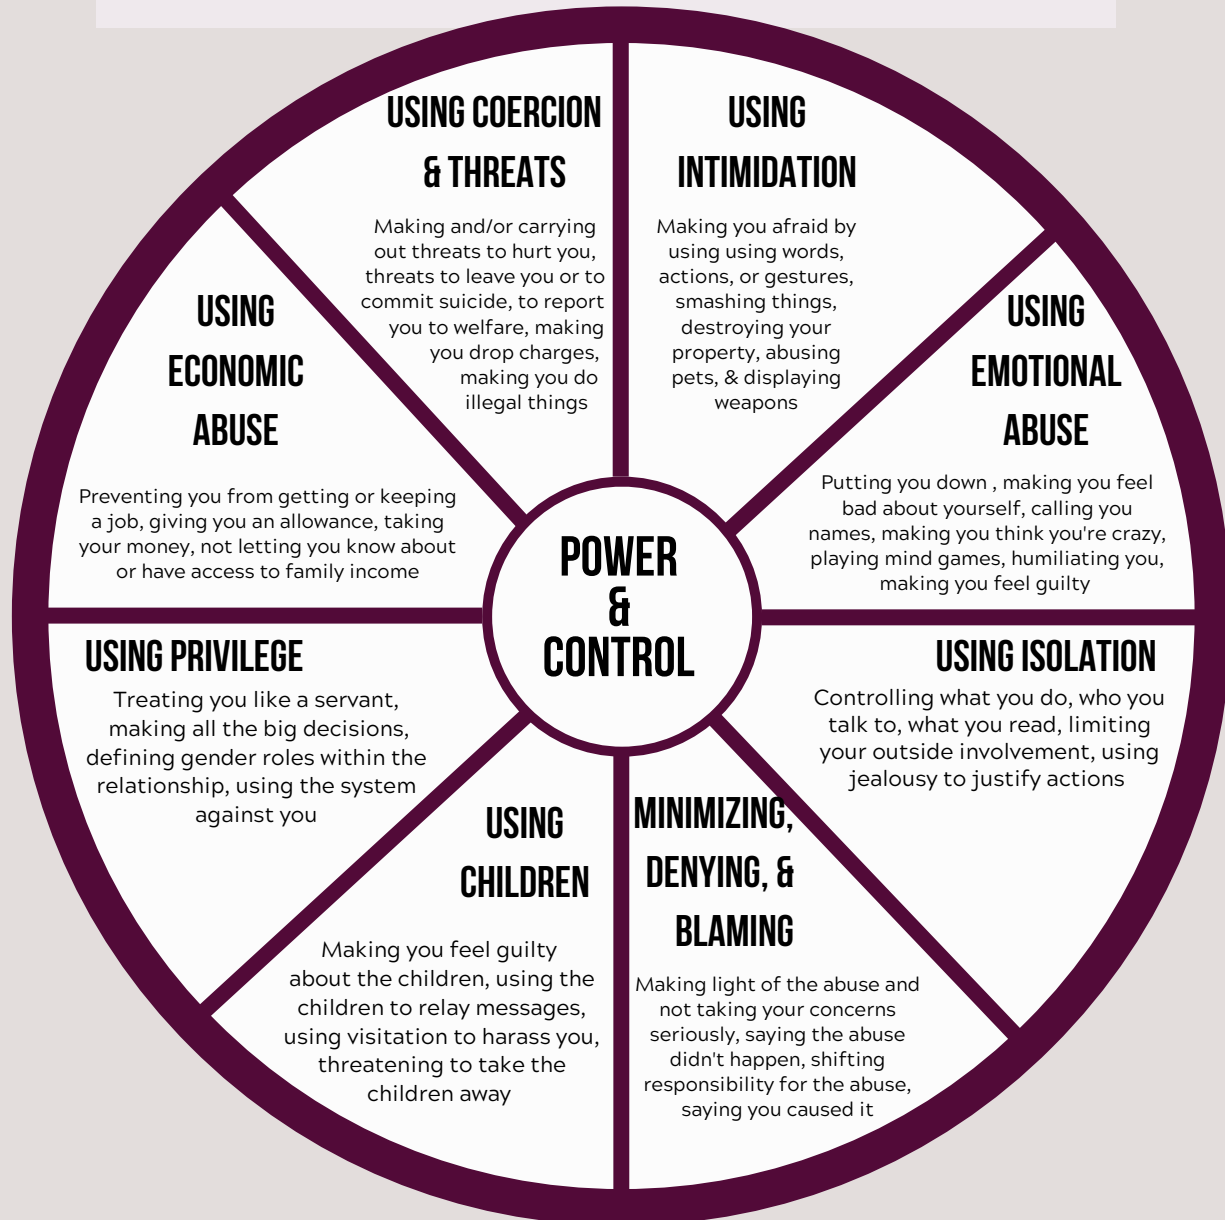 USING COERCION
& THREATS
Making and/or carrying
out threats to hurt you,
threats to leave you or to
commit suicide, to report
you to welfare, making
you drop charges,
making you do
illegal things
USING
INTIMIDATION
Making you afraid by
using using words,
actions, or gestures,
smashing things,
destroying your
property, abusing
pets, & displaying
weapons
USING
EMOTIONAL
ABUSE
Putting you down , making you feel
bad about yourself, calling you
names, making you think you're crazy,
playing mind games, humiliating you,
making you feel guilty
USING ISOLATION
Controlling what you do, who you
talk to, what you read, limiting
your outside involvement, using
jealousy to justify actions
MINIMIZING,
DENYING, &
BLAMING
Making light of the abuse and
not taking your concerns
seriously, saying the abuse
didn't happen, shifting
responsibility for the abuse,
saying you caused it
USING
CHILDREN
Making you feel guilty
about the children, using the
children to relay messages,
using visitation to harass you,
threatening to take the
children away
USING PRIVILEGE
Treating you like a servant,
making all the big decisions,
defining gender roles within the
relationship, using the system
against you
USING
ECONOMIC
ABUSE
Preventing you from getting or keeping
a job, giving you an allowance, taking
your money, not letting you know about
or have access to family income
POWER
&
CONTROL